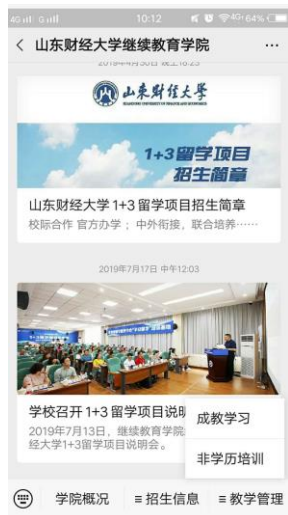 10:12
4G 64%
山东财经大学继续教育学院
山东财经大学
1+3留学项目
招生简章
山东财经大学 1+3 留学项目招生简章
校际合作 官方办学 ；中外衔接，联合培养……
2019年7月17日 中午12:03
学校召开 1+3 留学项目说明
2019年7月13日，继续教育学院
经大学1+3留学项目说明会。
成教学习
非学历培训
学院概况
≡ 招生信息
≡ 教学管理